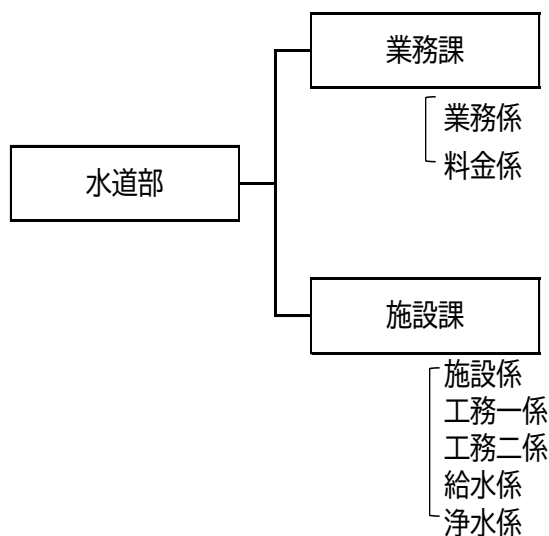 業務課
業務係
料金係
水道部
施設課
施設係
工務一係
工務二係
給水係
浄水係